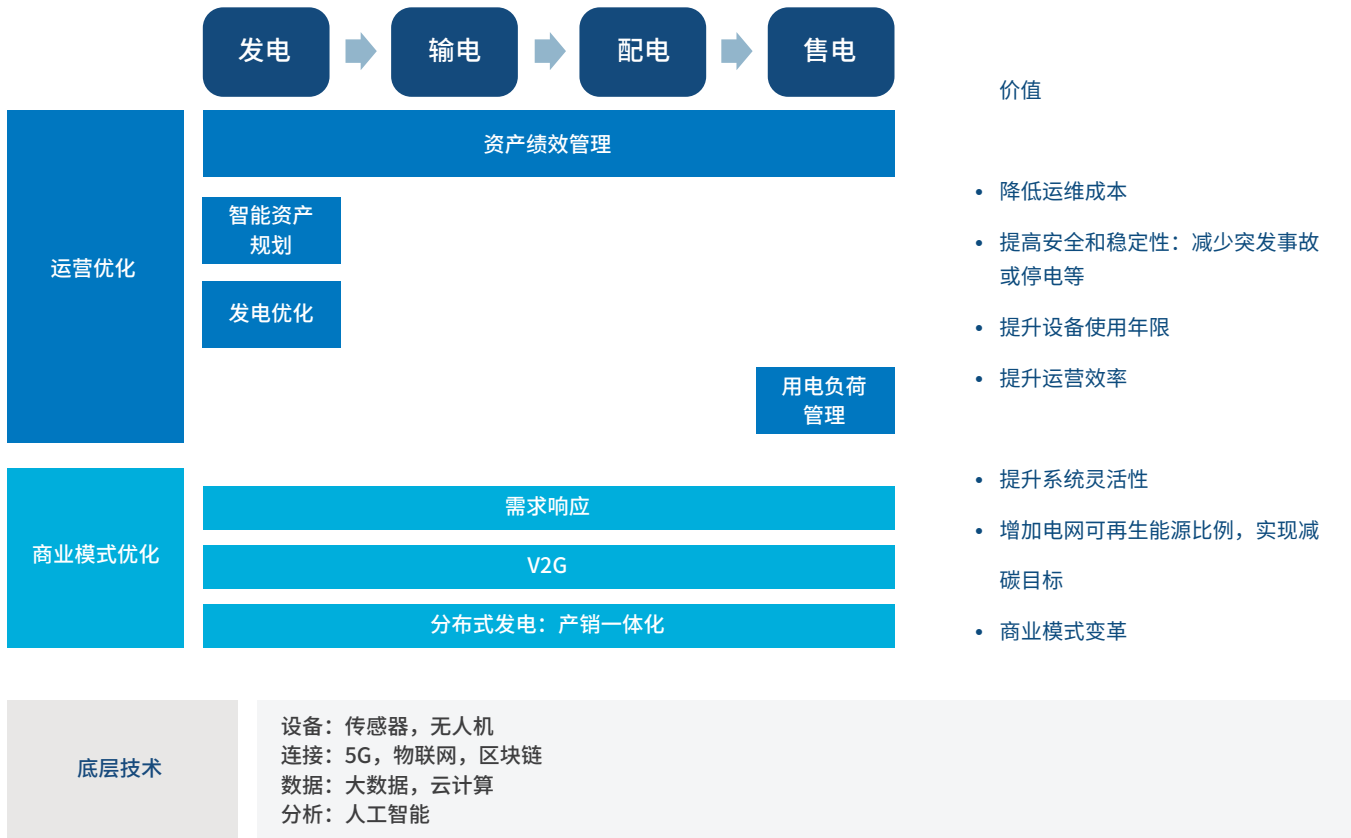 发电
输电
配电
售电
价值
运营优化
资产绩效管理
智能资产
规划
发电优化
用电负荷
管理
• 降低运维成本
• 提高安全和稳定性：减少突发事故
或停电等
• 提升设备使用年限
• 提升运营效率
商业模式优化
需求响应
V2G
分布式发电：产销一体化
• 提升系统灵活性
• 增加电网可再生能源比例，实现减
碳目标
• 商业模式变革
底层技术
设备：传感器，无人机
连接：5G，物联网，区块链
数据：大数据，云计算
分析：人工智能